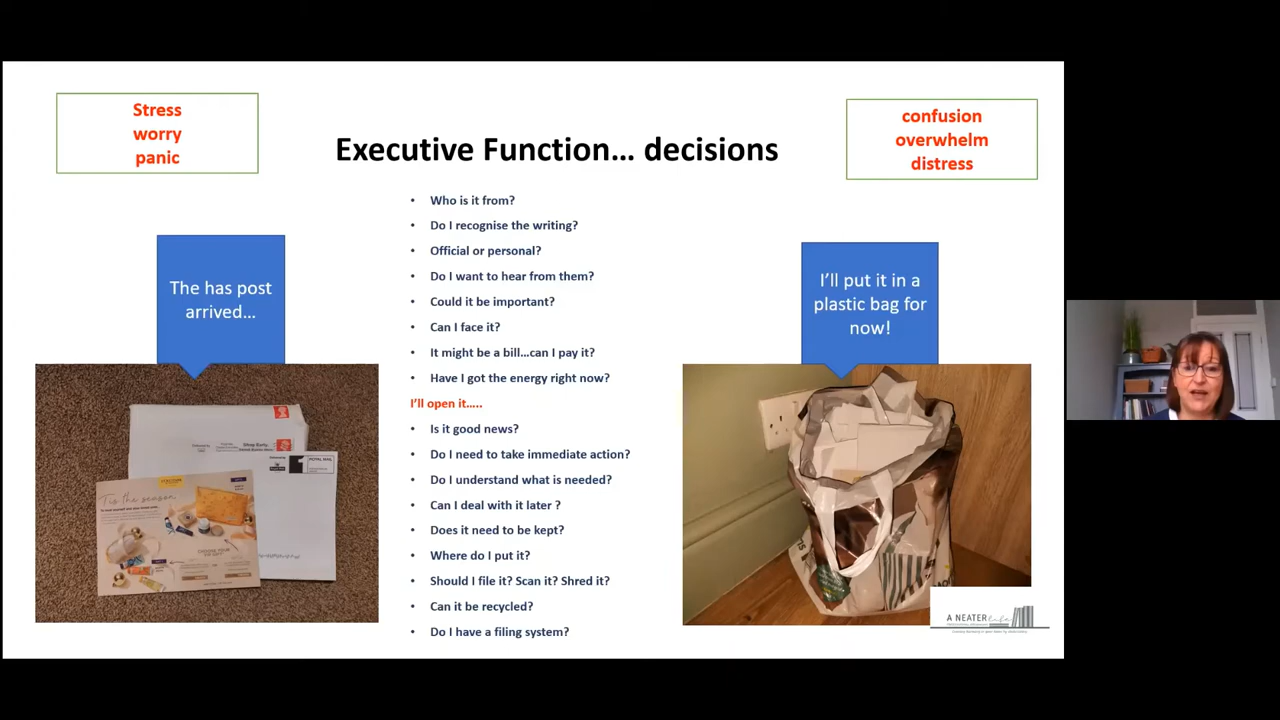 Stress
worry
panic
Executive Function… decisions
confusion
overwhelm
distress
The has post
arrived…
• Who is it from?
• Do I recognise the writing?
• Official or personal?
• Do I want to hear from them?
• Could it be important?
• Can I face it?
• It might be a bill…can I pay it?
• Have I got the energy right now?
I’ll open it…..
• Is it good news?
• Do I need to take immediate action?
• Do I understand what is needed?
• Can I deal with it later ?
• Does it need to be kept?
• Where do I put it?
• Should I file it? Scan it? Shred it?
• Can it be recycled?
• Do I have a filing system?
I’ll put it in a
plastic bag for
now!
'Tis the season
ROYAL MAIL
A NEATER life